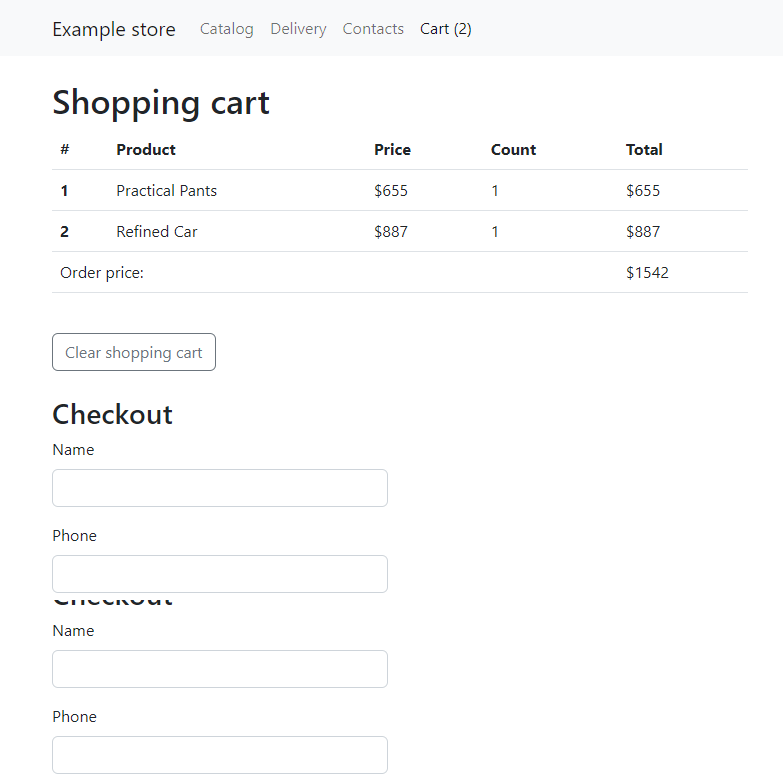 Example store Catalog Delivery Contacts Cart (2)
Shopping cart
# Product Price Count Total
1 Practical Pants $655 1 $655
2 Refined Car $887 1 $887
Order price: $1542
Clear shopping cart
Checkout
Name
Phone
Checkout
Name
Phone